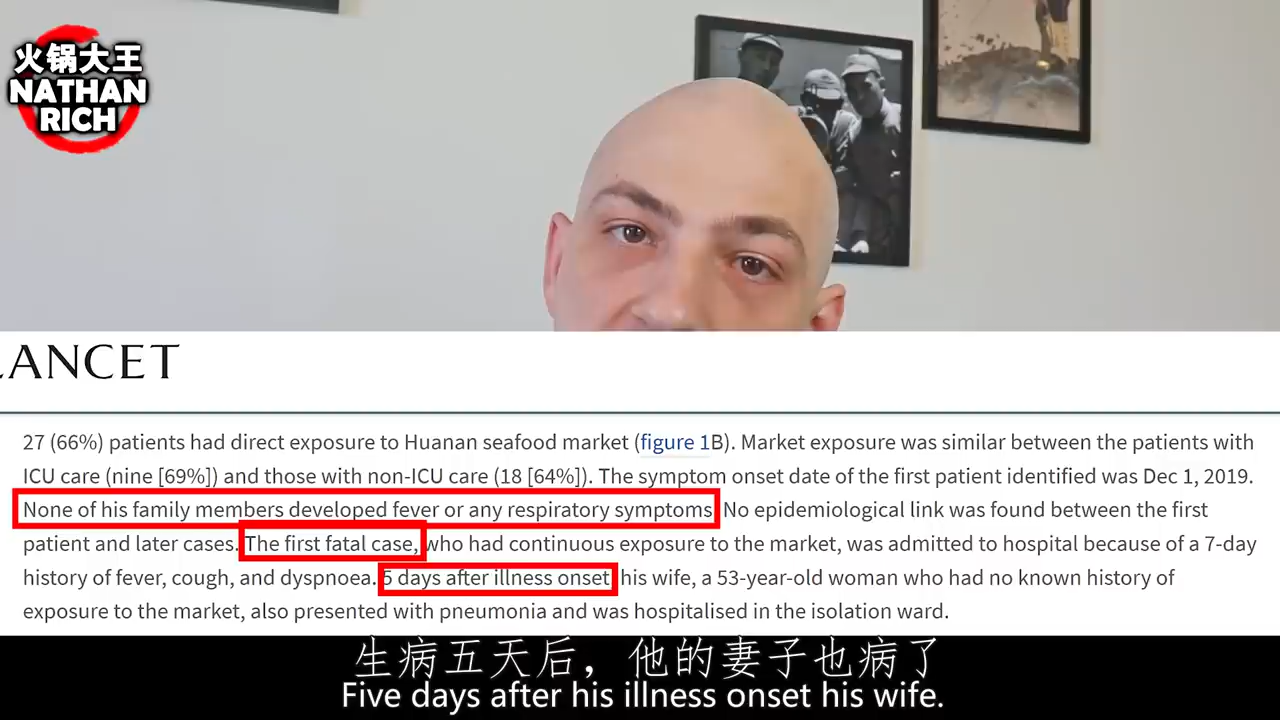 火锅大王
NATHAN
RICH
LANCET
27 (66%) patients had direct exposure to Huanan seafood market (figure 1B). Market exposure was similar between the patients with
ICU care (nine [69%]) and those with non-ICU care (18 [64%]). The symptom onset date of the first patient identified was Dec 1, 2019.
None of his family members developed fever or any respiratory symptoms. No epidemiological link was found between the first
patient and later cases. The first fatal case, who had continuous exposure to the market, was admitted to hospital because of a 7-day
history of fever, cough, and dyspnoea. 5 days after illness onset, his wife, a 53-year-old woman who had no known history of
exposure to the market, also presented with pneumonia and was hospitalised in the isolation ward.
生病五天后，他的妻子也病了
Five days after his illness onset his wife.